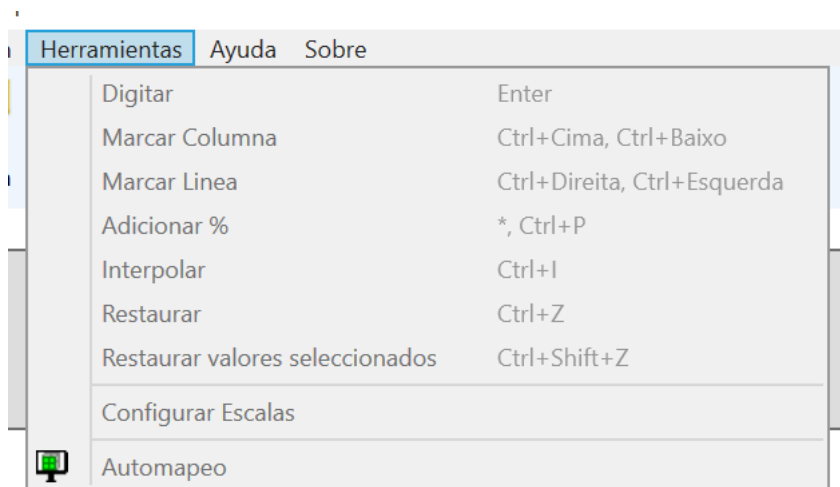 Herramientas Ayuda Sobre
Digitar Enter
Marcar Columna Ctrl+Cima, Ctrl+Baixo
Marcar Linea Ctrl+Direita, Ctrl+Esquerda
Adicionar % *, Ctrl+P
Interpolar Ctrl+I
Restaurar Ctrl+Z
Restaurar valores seleccionados Ctrl+Shift+Z
Configurar Escalas
Automapeo